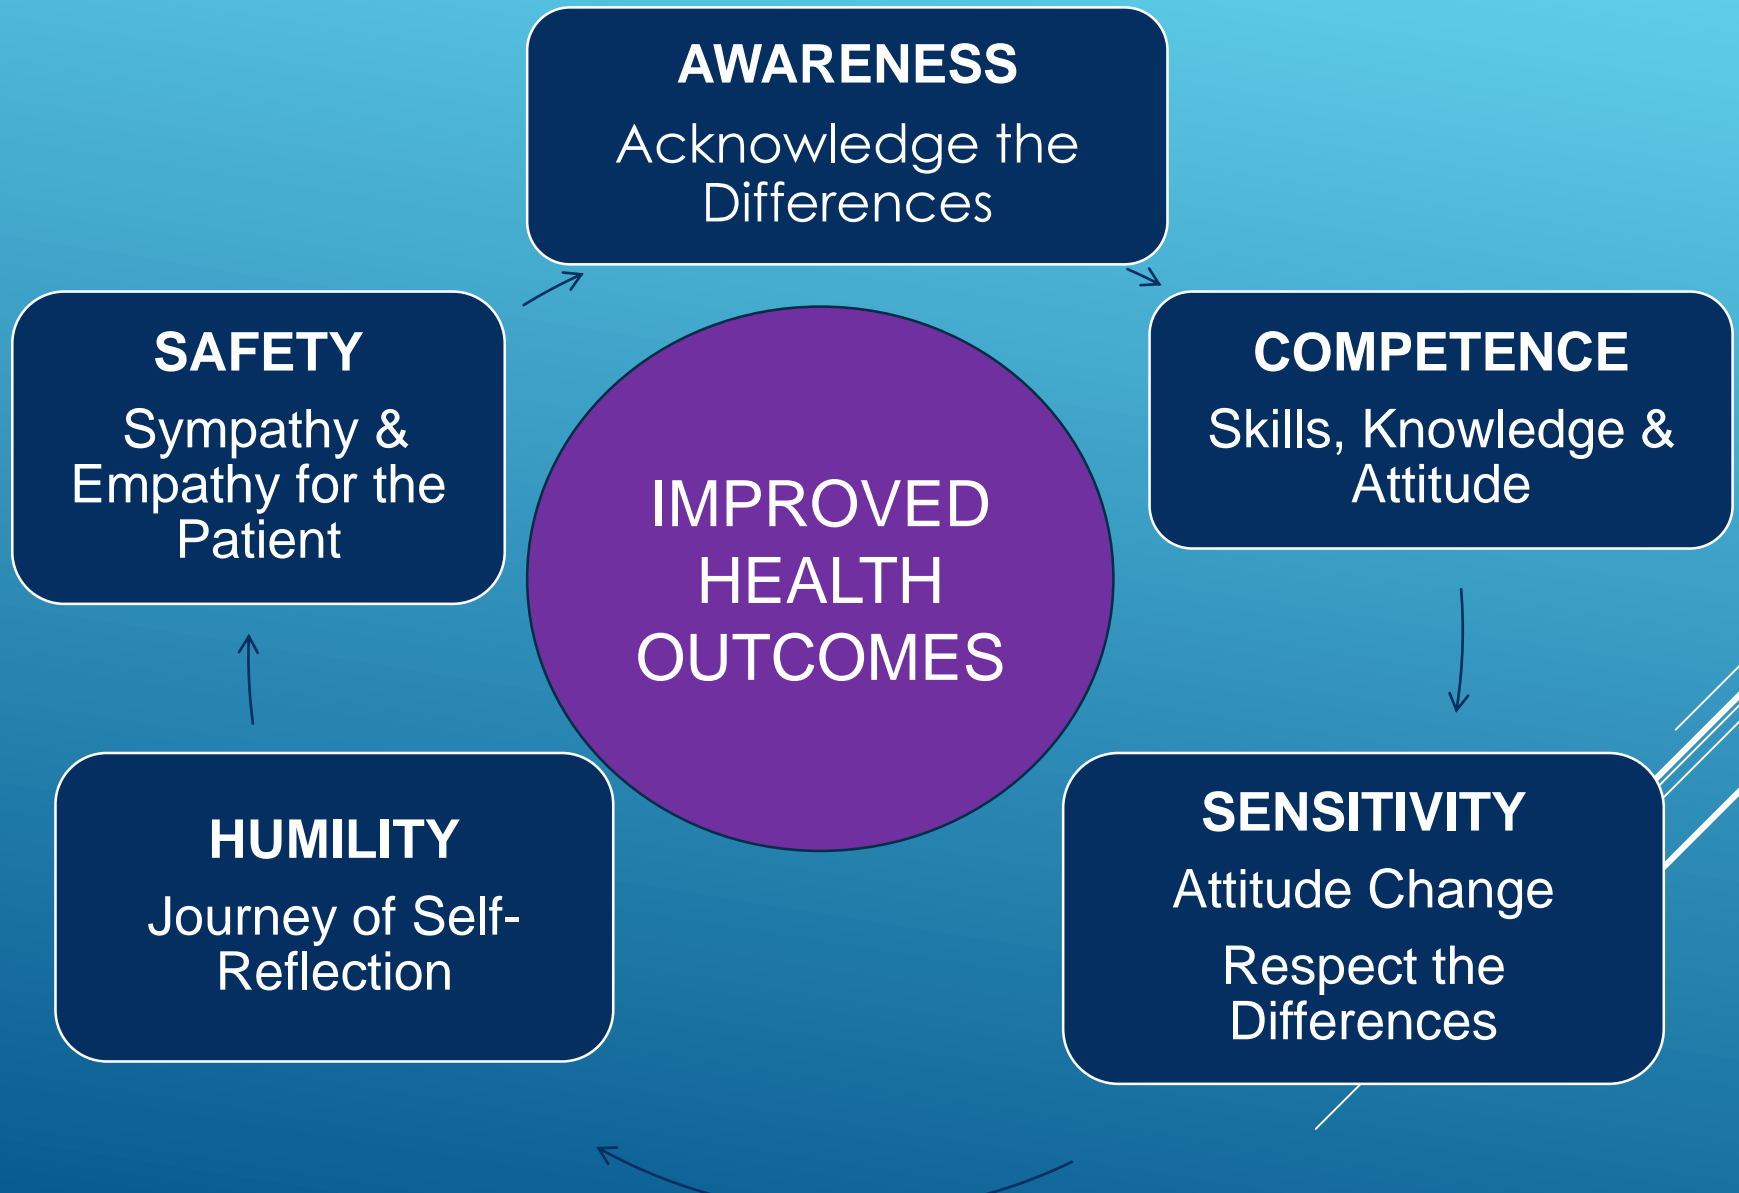 AWARENESS
Acknowledge the
Differences
COMPETENCE
Skills, Knowledge &
Attitude
SENSITIVITY
Attitude Change
Respect the
Differences
HUMILITY
Journey of Self-
Reflection
SAFETY
Sympathy &
Empathy for the
Patient
IMPROVED
HEALTH
OUTCOMES